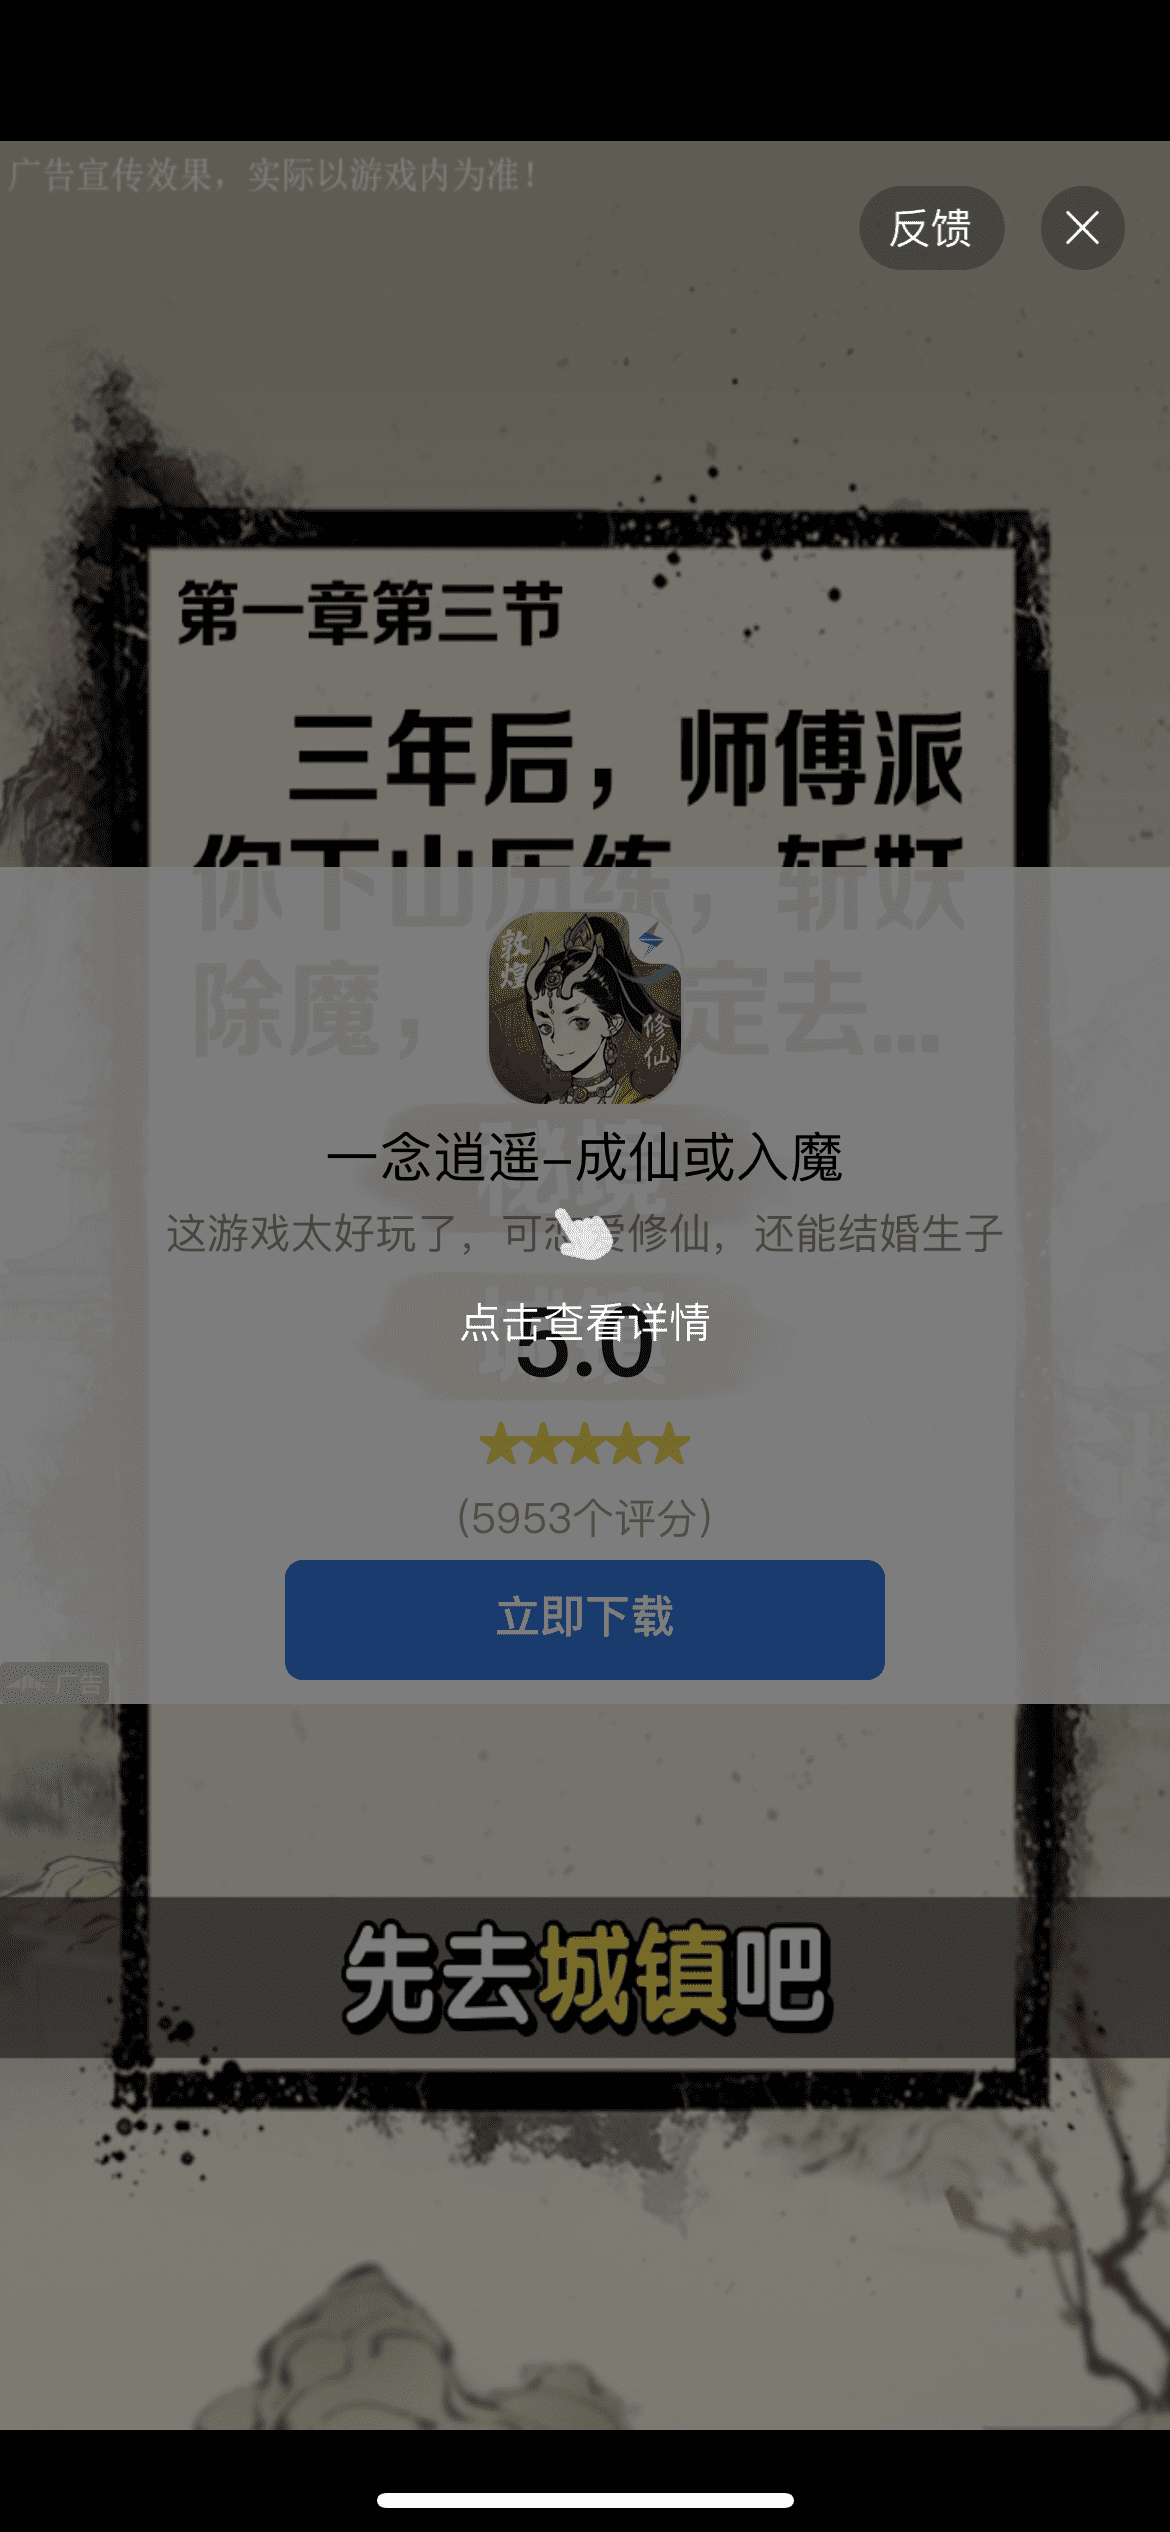 广告宣传效果，实际以游戏内为准！
反馈
第一章第三节
三年后，师傅派
你下山历练，斩妖
除魔，
定去...
敦煌
修仙
一念逍遥-成仙或入魔
这游戏太好玩了，可恋爱修仙，还能结婚生子
点击查看详情
5.0
(5953个评分)
立即下载
广告
先去城镇吧